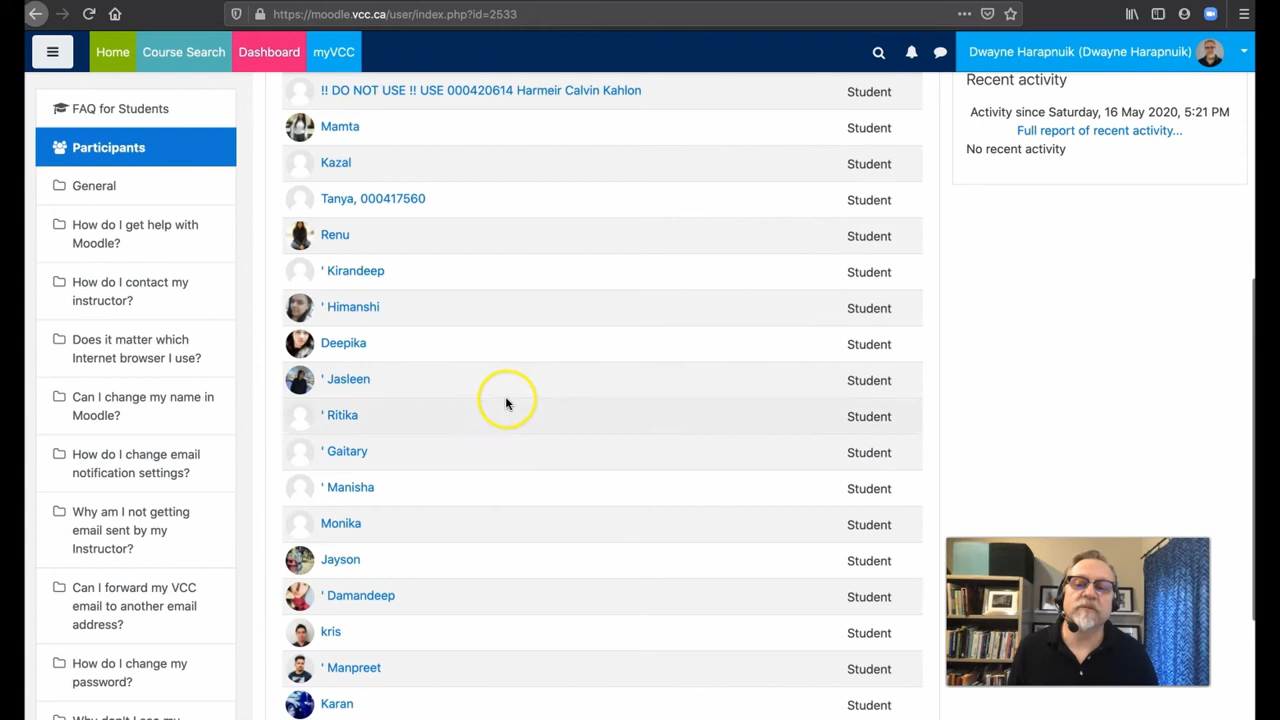 https://moodle.vcc.ca/user/index.php?id=2533
Home
Course Search
Dashboard
myVCC
Dwayne Harapnuik (Dwayne Harapnuik)
FAQ for Students
Participants
General
How do I get help with
Moodle?
How do I contact my
instructor?
Does it matter which
Internet browser I use?
Can I change my name in
Moodle?
How do I change email
notification settings?
Why am I not getting
email sent by my
Instructor?
Can I forward my VCC
email to another email
address?
How do I change my
password?
!! DO NOT USE !! USE 000420614 Harmeir Calvin Kahlon Student
Mamta Student
Kazal Student
Tanya, 000417560 Student
Renu Student
' Kirandeep Student
' Himanshi Student
Deepika Student
' Jasleen Student
' Ritika Student
' Gaitary Student
' Manisha Student
Monika Student
Jayson Student
' Damandeep Student
kris Student
' Manpreet Student
Karan Student
Recent activity
Activity since Saturday, 16 May 2020, 5:21 PM
Full report of recent activity...
No recent activity